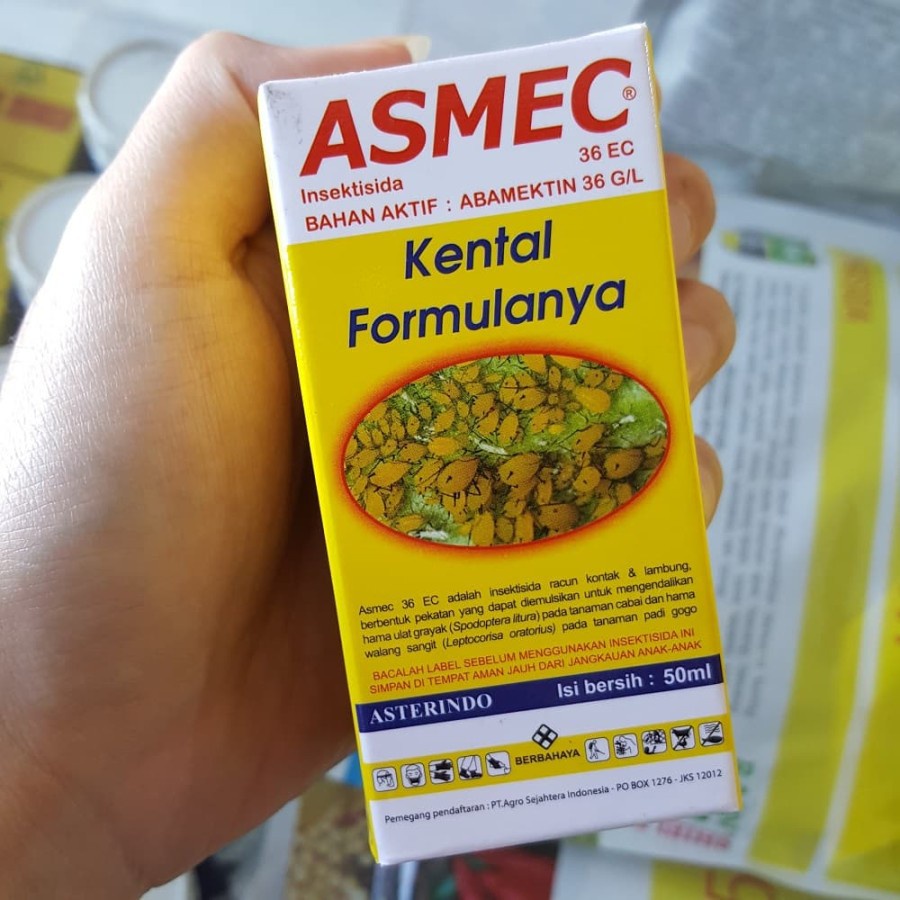 ASMEC®
Insektisida
36 EC
BAHAN AKTIF : ABAMEKTIN 36 G/L
Kental
Formulanya
Asmec 36 EC adalah insektisida racun kontak & lambung,
berbentuk pekatan yang dapat diemulsikan untuk mengendalikan
hama ulat grayak (Spodoptera litura) pada tanaman cabai dan hama
walang sangit (Leptocorisa oratorius) pada tanaman padi gogo
BACALAH LABEL SEBELUM MENGGUNAKAN INSEKTISIDA INI
SIMPAN DI TEMPAT AMAN JAUH DARI JANGKAUAN ANAK-ANAK
ASTERINDO
Isi bersih : 50ml
BERBAHAYA
Pemegang pendaftaran : PT.Agro Sejahtera Indonesia - PO BOX 1276 - JKS 12012